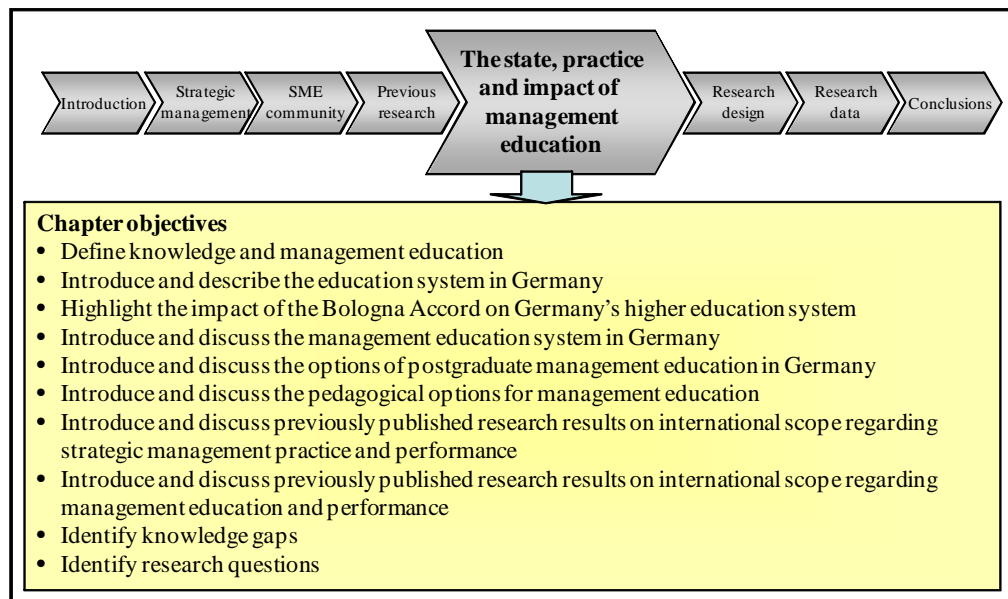 Introduction
Strategic
management
SME
community
Previous
research
The state, practice
and impact of
management
education
Research
design
Research
data
Conclusions
Chapter objectives
• Define knowledge and management education
• Introduce and describe the education system in Germany
• Highlight the impact of the Bologna Accord on Germany's higher education system
• Introduce and discuss the management education system in Germany
• Introduce and discuss the options of postgraduate management education in Germany
• Introduce and discuss the pedagogical options for management education
• Introduce and discuss previously published research results on international scope regarding
strategic management practice and performance
• Introduce and discuss previously published research results on international scope regarding
management education and performance
• Identify knowledge gaps
• Identify research questions